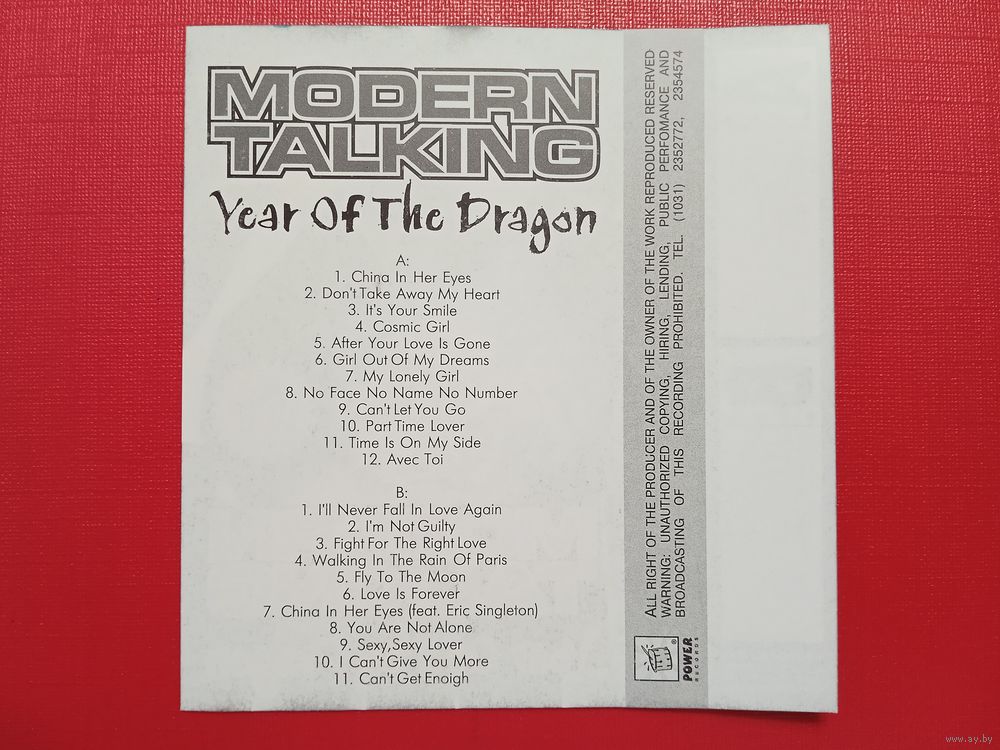 MODERN
TALKING
Year Of The Dragon
A:
1. China In Her Eyes
2. Don't Take Away My Heart
3. It's Your Smile
4. Cosmic Girl
5. After Your Love Is Gone
6. Girl Out Of My Dreams
7. My Lonely Girl
8. No Face No Name No Number
9. Can't Let You Go
10. Part Time Lover
11. Time Is On My Side
12. Avec Toi
B:
1. I'll Never Fall In Love Again
2. I'm Not Guilty
3. Fight For The Right Love
4. Walking In The Rain Of Paris
5. Fly To The Moon
6. Love Is Forever
7. China In Her Eyes (feat. Eric Singleton)
8. You Are Not Alone
9. Sexy,Sexy Lover
10. I Can't Give You More
11. Can't Get Enoigh
ALL RIGHT OF THE PRODUCER AND OF THE OWNER OF THE WORK REPRODUCED RESERVED
WARNING: UNAUTHORIZED COPYING, HIRING, LENDING, PUBLIC PERFOMANCE AND
BROADCASTING OF THIS RECORDING PROHIBITED. TEL. (1031) 2352772, 2354574
®
POWER
RECORDS
www.ay.by